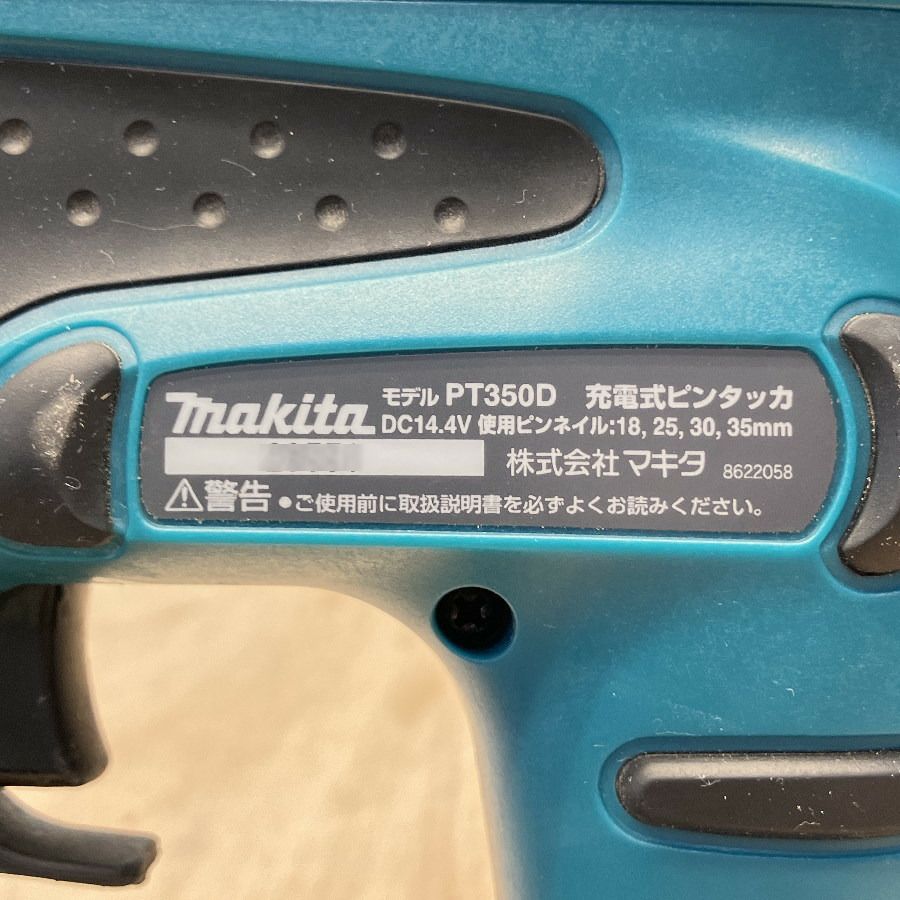 makita モデル PT350D 充電式ピンタッカ
DC14.4V 使用ピンネイル:18, 25, 30, 35mm
株式会社マキタ 8622058
⚠警告 ●ご使用前に取扱説明書を必ずよくお読みください。